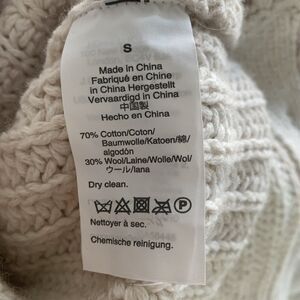 S
Made in China
Fabriqué en Chine
in China Hergestellt
Vervaardigd in China
中国製
Hecho en China
70% Cotton/Coton/
Baumwolle/Katoen/綿/
algodón
30% Wool/Laine/Wolle/Wol/
ウール/lana
Dry clean.
P
Nettoyer à sec.
Chemische reinigung.